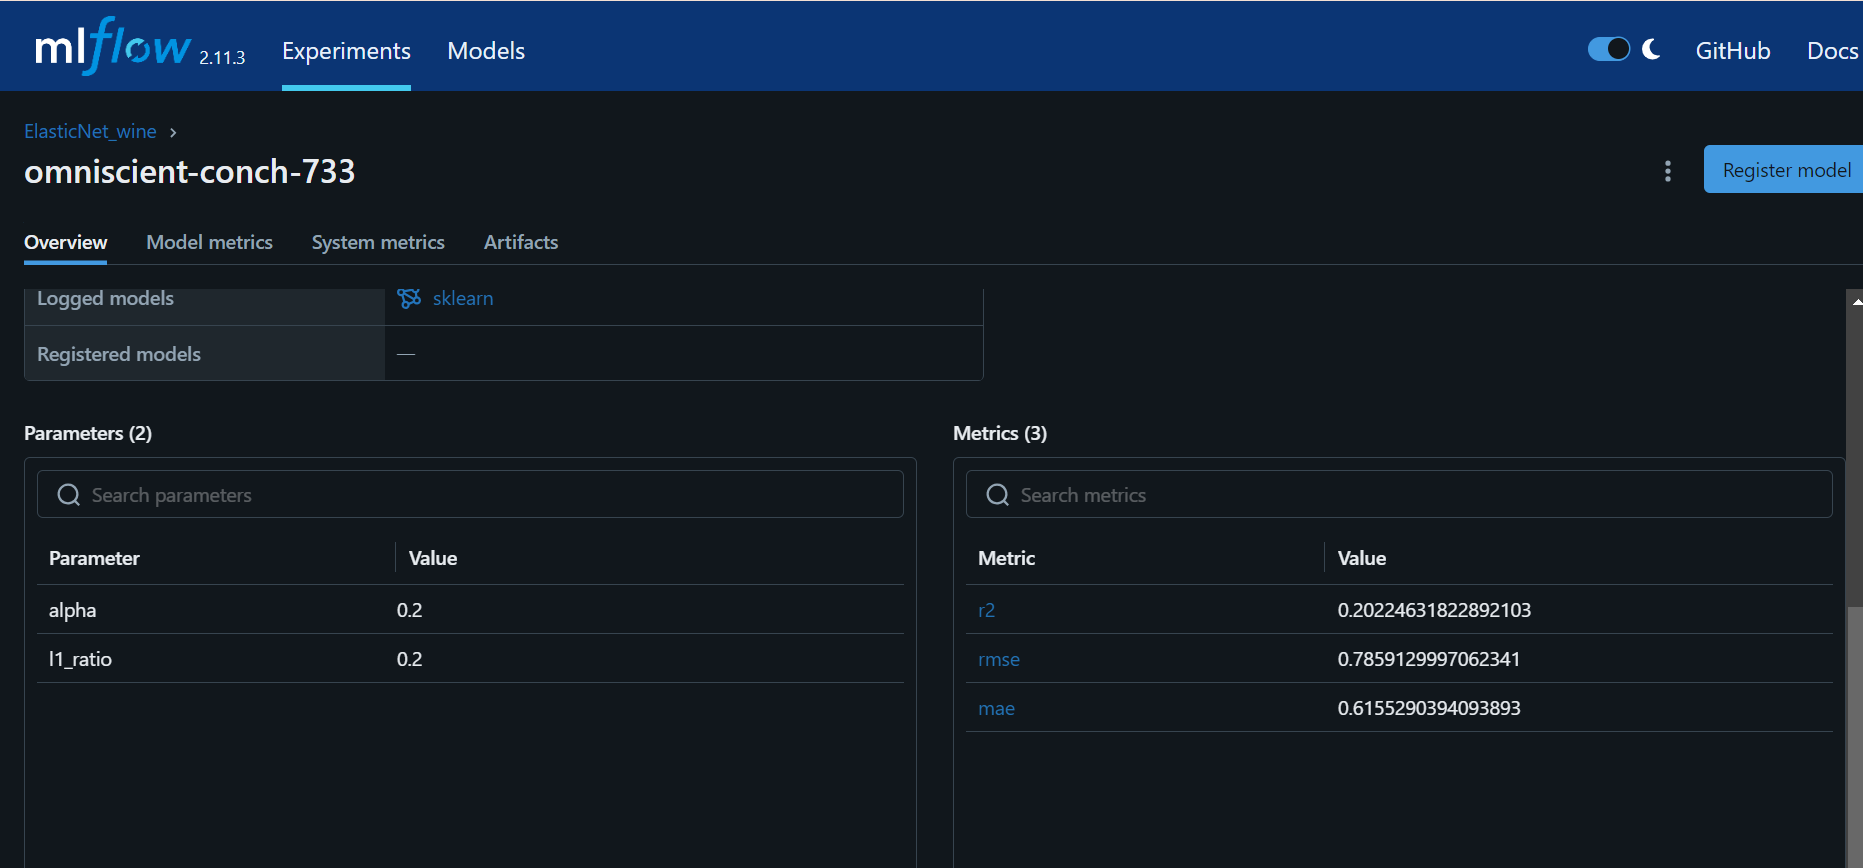 mlflow 2.11.3 Experiments Models GitHub Docs
ElasticNet_wine
omniscient-conch-733
Register model
Overview Model metrics System metrics Artifacts
Logged models sklearn
Registered models —
Parameters (2)
Search parameters
Parameter Value
alpha 0.2
l1_ratio 0.2
Metrics (3)
Search metrics
Metric Value
r2 0.20224631822892103
rmse 0.7859129997062341
mae 0.6155290394093893